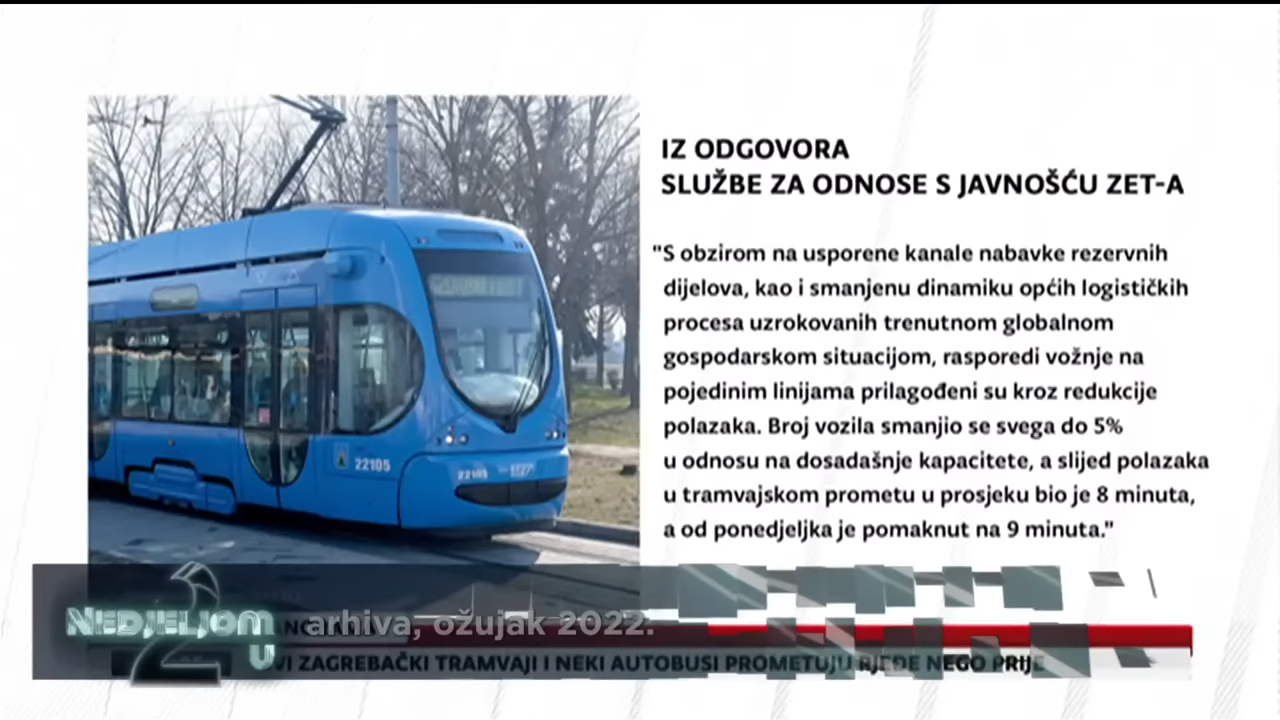 IZ ODGOVORA
SLUŽBE ZA ODNOSE S JAVNOŠĆU ZET-A
"S obzirom na usporene kanale nabavke rezervnih
dijelova, kao i smanjenu dinamiku općih logističkih
procesa uzrokovanih trenutnom globalnom
gospodarskom situacijom, rasporedi vožnje na
pojedinim linijama prilagođeni su kroz redukcije
polazaka. Broj vozila smanjio se svega do 5%
u odnosu na dosadašnje kapacitete, a slijed polazaka
u tramvajskom prometu u prosjeku bio je 8 minuta,
a od ponedjeljka je pomaknut na 9 minuta."
22105
NEDJELJOM
U
2
arhiva, ožujak 2022.
ZAGREBAČKI TRAMVAJI I NEKI AUTOBUSI PROMETUJU RJEĐE NEGO PRIJE